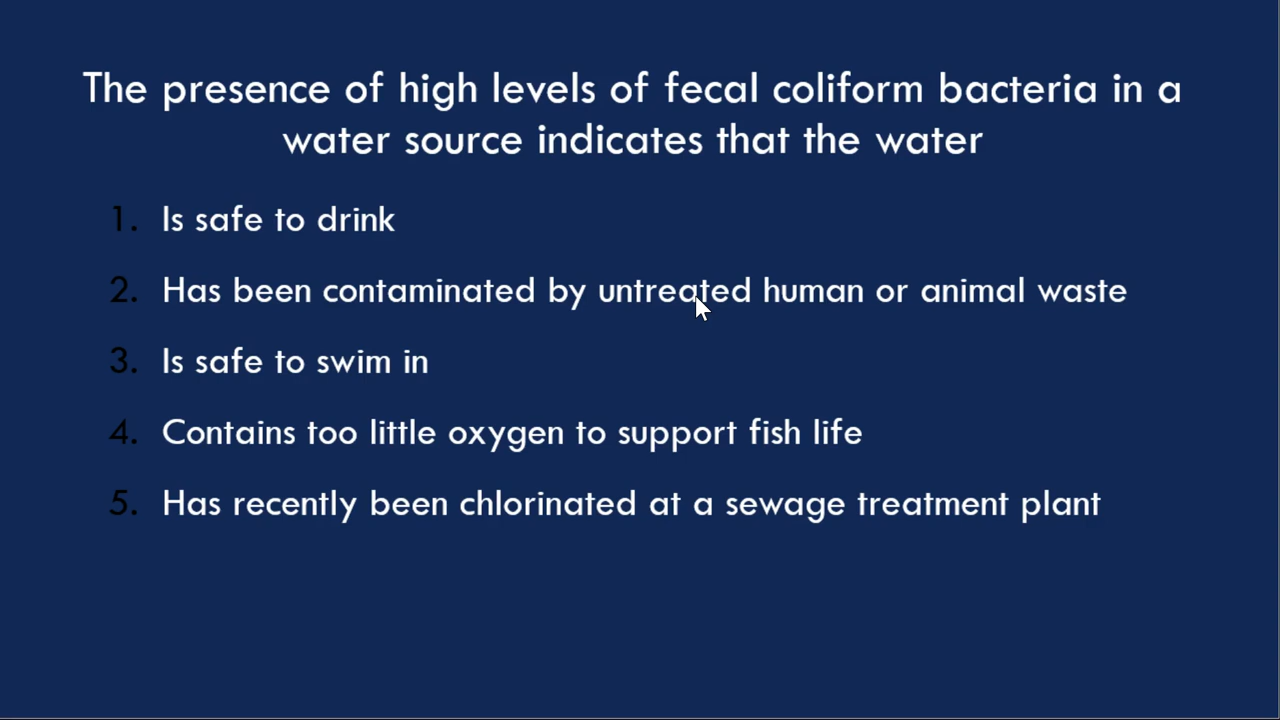 The presence of high levels of fecal coliform bacteria in a
water source indicates that the water
1. Is safe to drink
2. Has been contaminated by untreated human or animal waste
3. Is safe to swim in
4. Contains too little oxygen to support fish life
5. Has recently been chlorinated at a sewage treatment plant